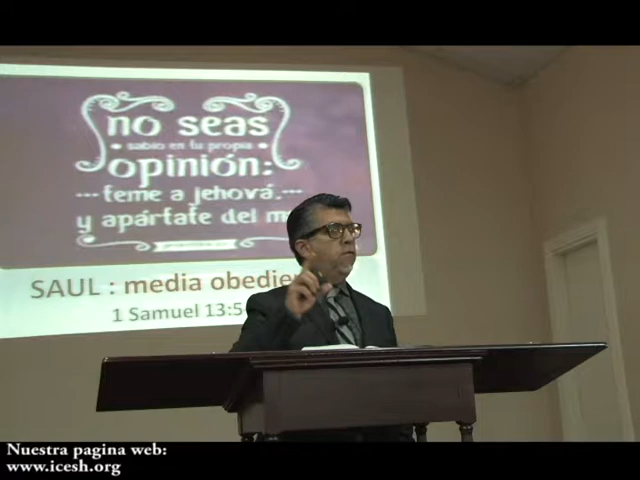 no seas
sabio en tu propia
opinión:
teme a jehová.
y apártate del
SAUL : media
1 Samuel 13:5
Nuestra pagina web:
www.icesh.org